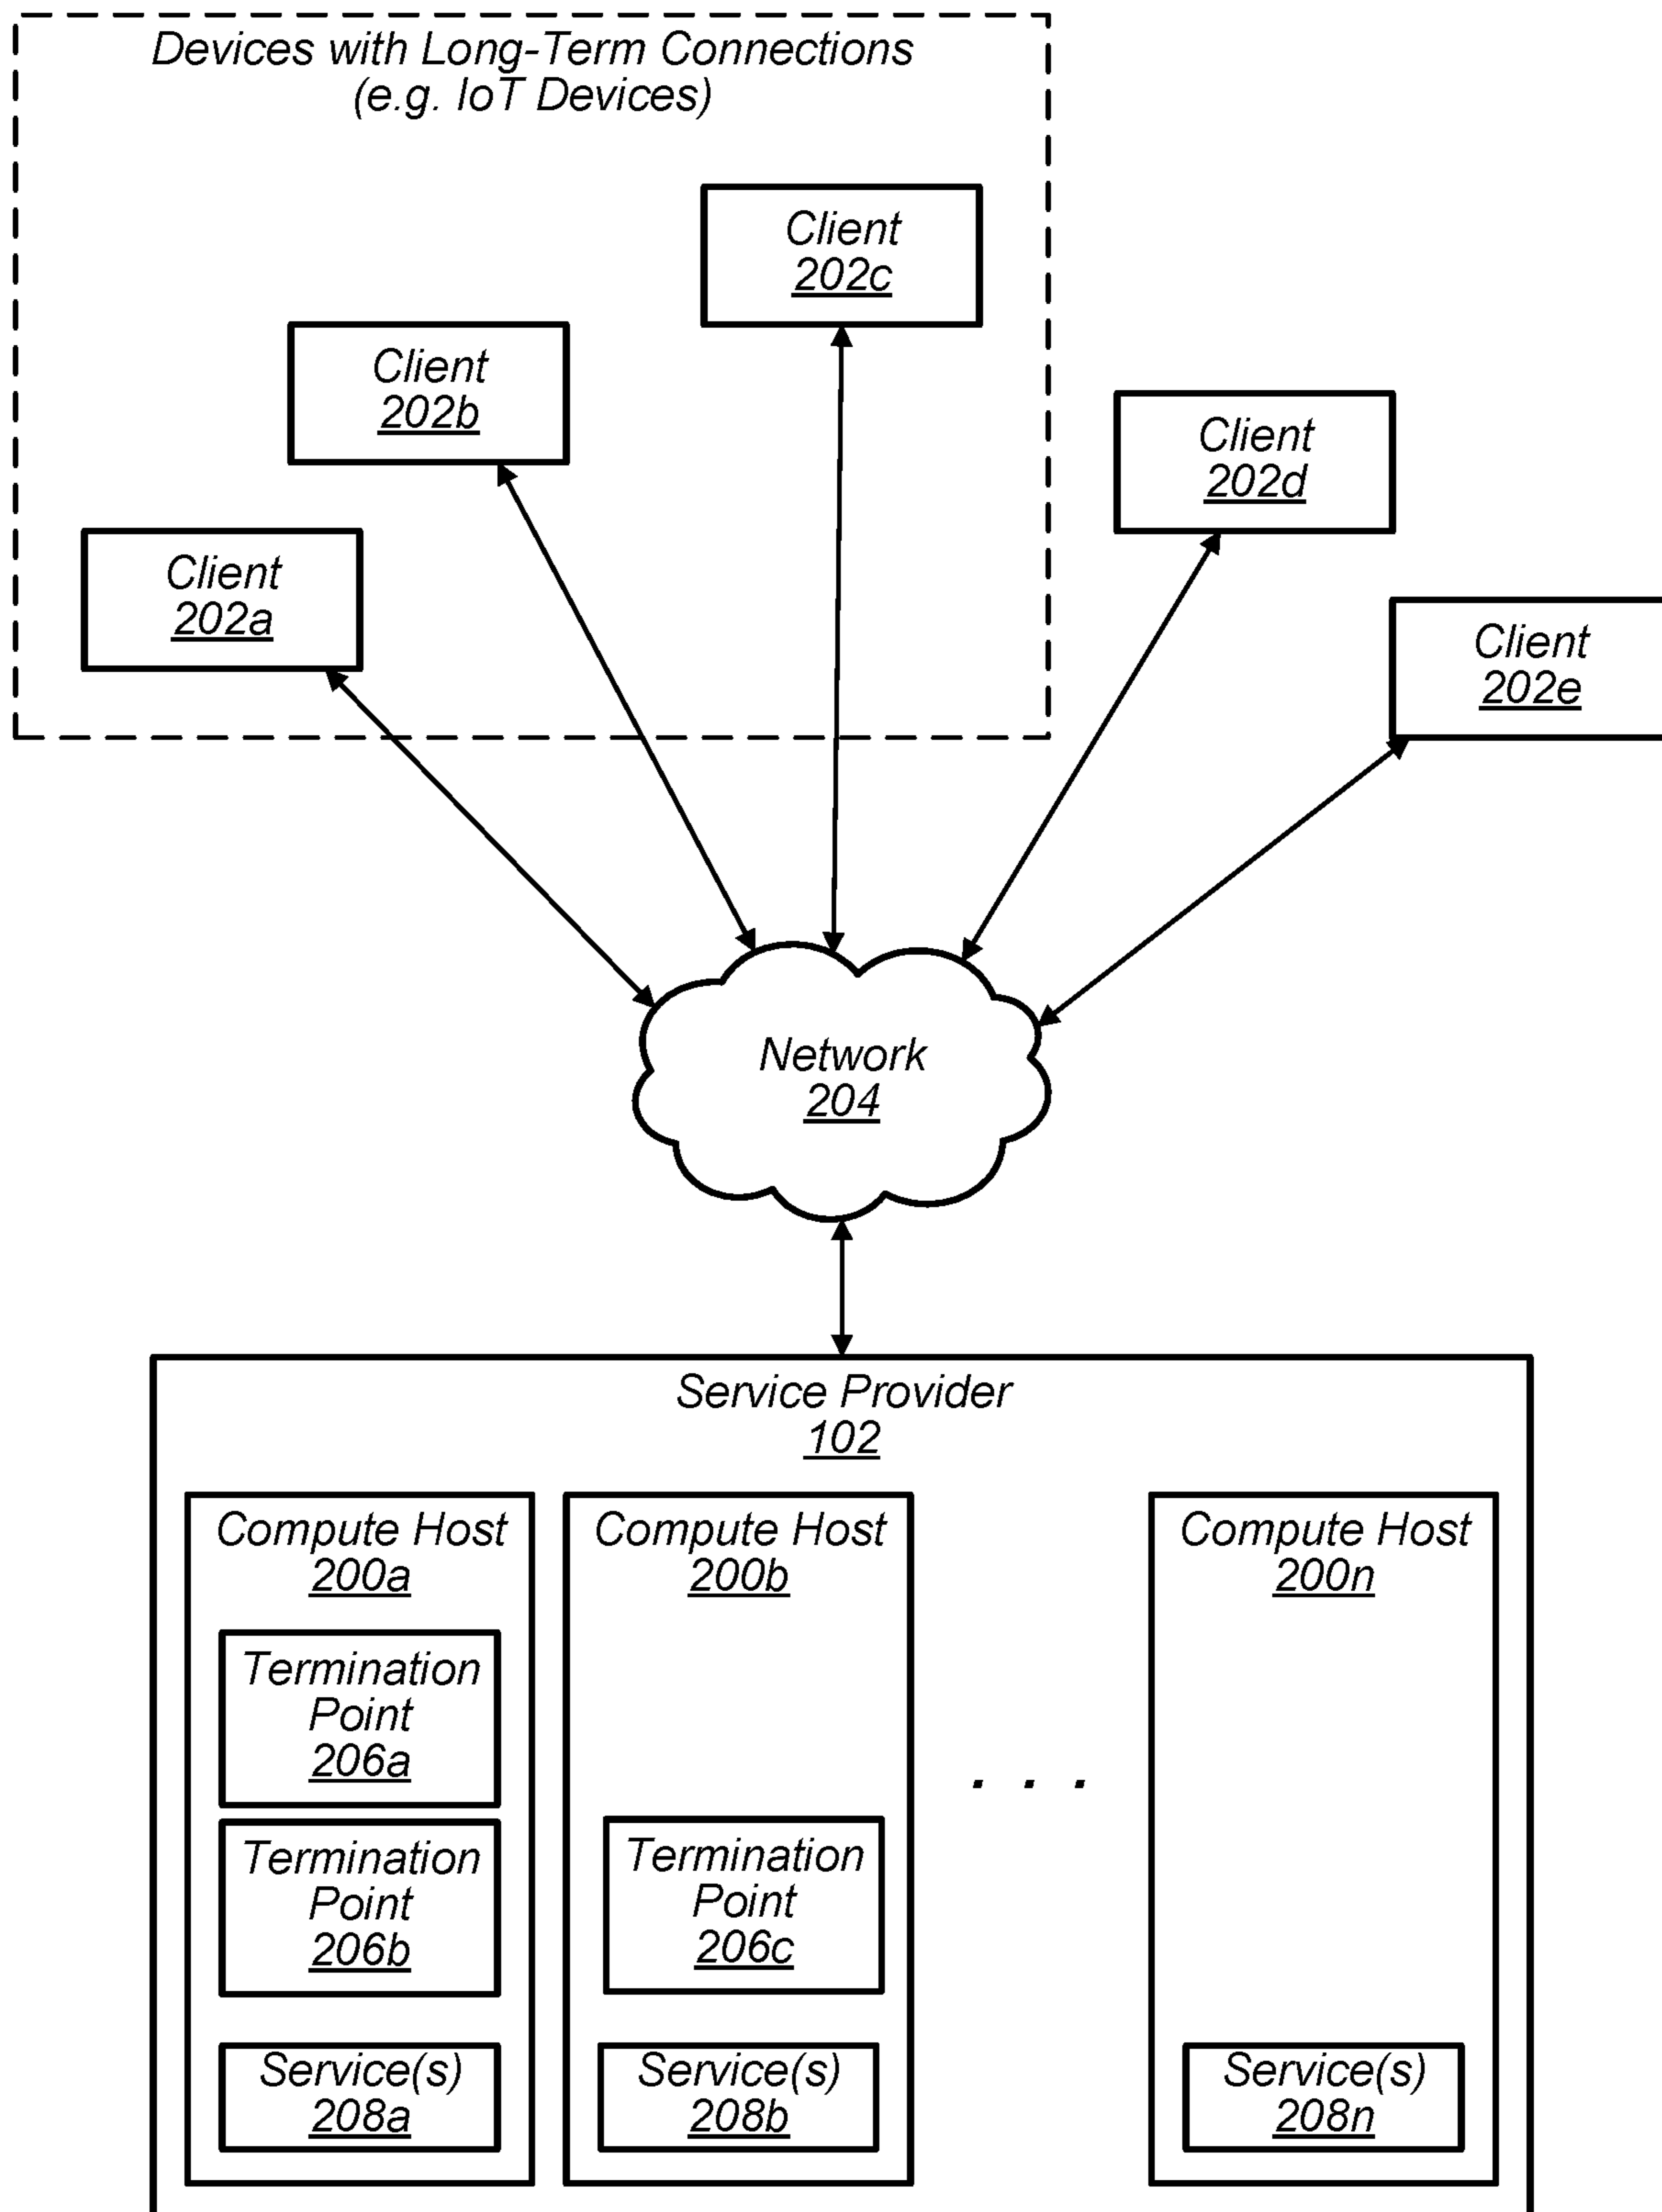 Devices with Long-Term Connections
(e.g. IoT Devices)
Client
202c
Client
202b
Client
202d
Client
202a
Client
202e
Network
204
Service Provider
102
Compute Host
200a
Termination
Point
206a
Termination
Point
206b
Service(s)
208a
Compute Host
200b
Termination
Point
206c
Service(s)
208b
. . .
Compute Host
200n
Service(s)
208n